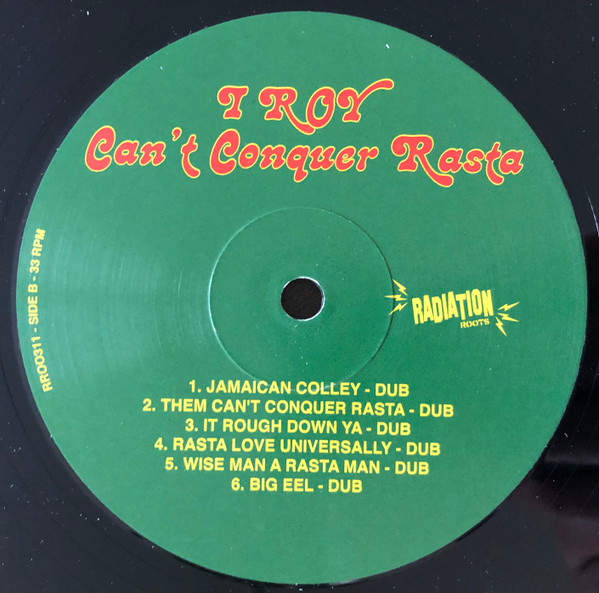 I ROY
Can't Conquer Rasta
RROO311 - SIDE B - 33 RPM
RADIATION
ROOTS
1. JAMAICAN COLLEY - DUB
2. THEM CAN'T CONQUER RASTA - DUB
3. IT ROUGH DOWN YA - DUB
4. RASTA LOVE UNIVERSALLY - DUB
5. WISE MAN A RASTA MAN - DUB
6. BIG EEL - DUB